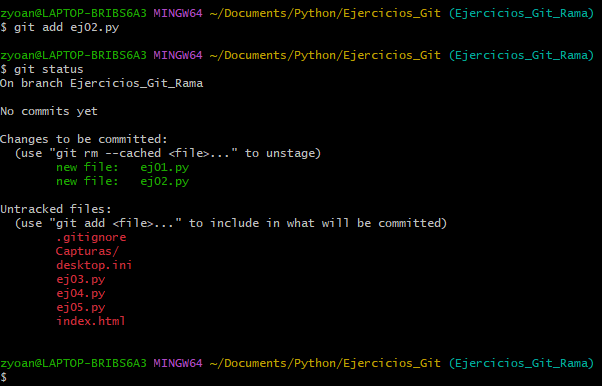 zyoan@LAPTOP-BRIBS6A3 MINGW64 ~/Documents/Python/Ejercicios_Git (Ejercicios_Git_Rama)
$ git add ej02.py

zyoan@LAPTOP-BRIBS6A3 MINGW64 ~/Documents/Python/Ejercicios_Git (Ejercicios_Git_Rama)
$ git status
On branch Ejercicios_Git_Rama

No commits yet

Changes to be committed:
  (use "git rm --cached <file>..." to unstage)
        new file:   ej01.py
        new file:   ej02.py

Untracked files:
  (use "git add <file>..." to include in what will be committed)
        .gitignore
        Capturas/
        desktop.ini
        ej03.py
        ej04.py
        ej05.py
        index.html

zyoan@LAPTOP-BRIBS6A3 MINGW64 ~/Documents/Python/Ejercicios_Git (Ejercicios_Git_Rama)
$